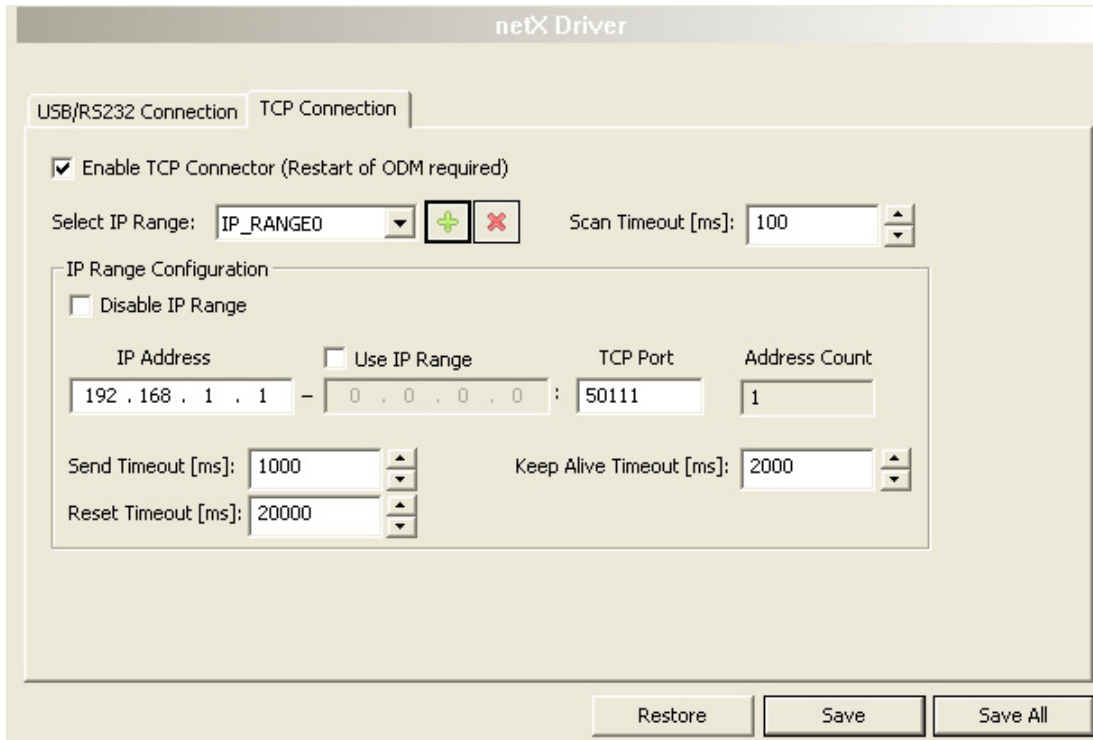 netX Driver
USB/RS232 Connection TCP Connection
Enable TCP Connector (Restart of ODM required)
Select IP Range: IP_RANGE0 Scan Timeout [ms]: 100
IP Range Configuration
Disable IP Range
IP Address Use IP Range TCP Port Address Count
192 . 168 . 1 . 1 – 0 . 0 . 0 . 0 : 50111 1
Send Timeout [ms]: 1000 Keep Alive Timeout [ms]: 2000
Reset Timeout [ms]: 20000
Restore Save Save All